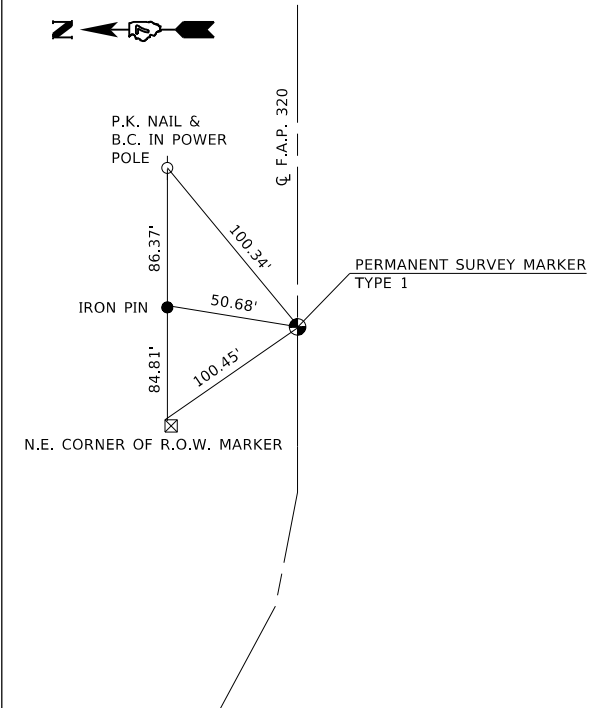 N
P.K. NAIL &
B.C. IN POWER
POLE
℄ F.A.P. 320
86.37'
100.34'
PERMANENT SURVEY MARKER
TYPE 1
IRON PIN
50.68'
84.81'
100.45'
N.E. CORNER OF R.O.W. MARKER